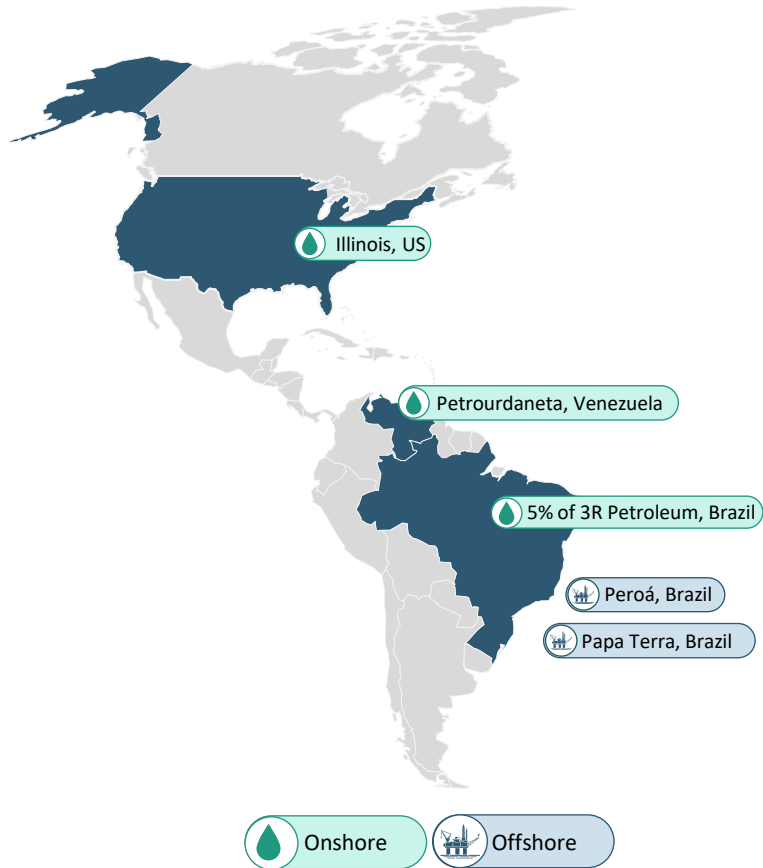 Illinois, US
Petrourdaneta, Venezuela
5% of 3R Petroleum, Brazil
Peroá, Brazil
Papa Terra, Brazil
Onshore
Offshore